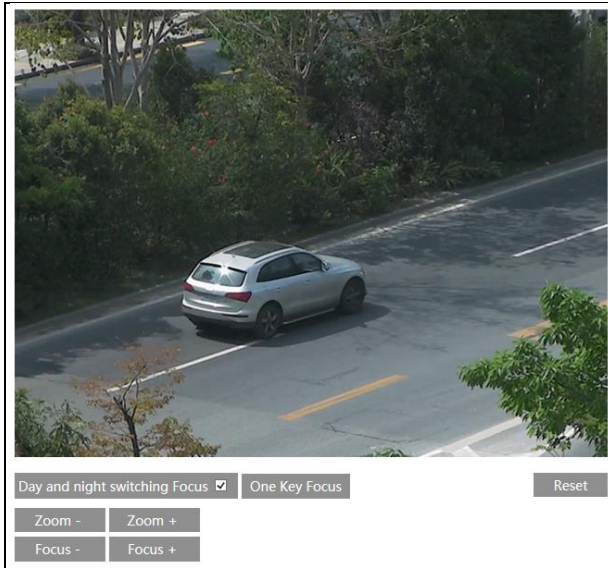 Day and night switching Focus One Key Focus Reset
Zoom - Zoom +
Focus - Focus +